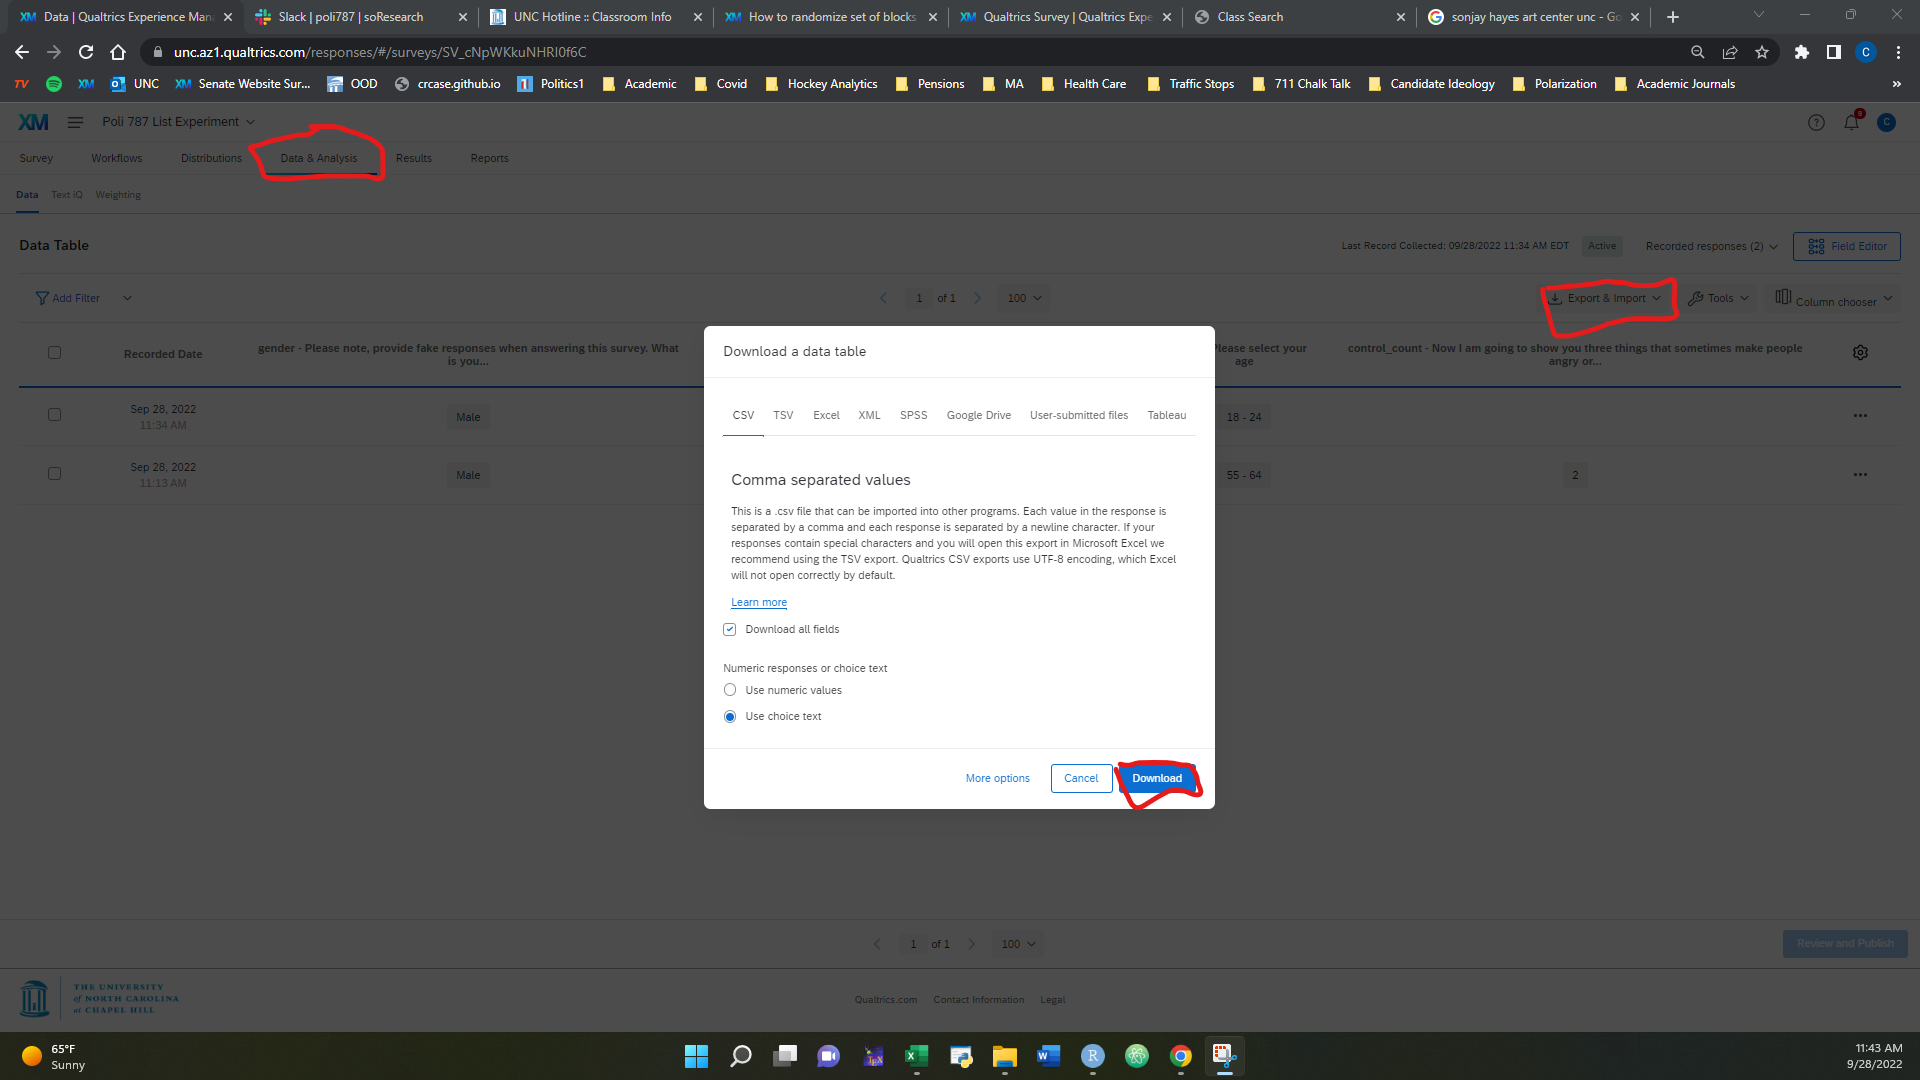 Data | Qualtrics Experience Man
Slack | poli787 | soResearch
UNC Hotline :: Classroom Info
How to randomize set of blocks
Qualtrics Survey | Qualtrics Expe
Class Search
sonjay hayes art center unc - Go
unc.az1.qualtrics.com/responses/#/surveys/SV_cNpWKkuNHRI0f6C
C
TV
XM
UNC
XM Senate Website Sur...
OOD
crcase.github.io
Politics1
Academic
Covid
Hockey Analytics
Pensions
MA
Health Care
Traffic Stops
711 Chalk Talk
Candidate Ideology
Polarization
Academic Journals
»
XM
Poli 787 List Experiment
C
Survey
Workflows
Distributions
Data & Analysis
Results
Reports
Data
Text iQ
Weighting
Data Table
Last Record Collected: 09/28/2022 11:34 AM EDT
Active
Recorded responses (2)
Field Editor
Add Filter
1 of 1
100
Export & Import
Tools
Column chooser
Recorded Date
gender - Please note, provide fake responses when answering this survey. What
is you...
Please select your
age
control_count - Now I am going to show you three things that sometimes make people
angry or...
Sep 28, 2022
11:34 AM
Male
18 - 24
Sep 28, 2022
11:13 AM
Male
55 - 64
2
Download a data table
CSV
TSV
Excel
XML
SPSS
Google Drive
User-submitted files
Tableau
Comma separated values
This is a .csv file that can be imported into other programs. Each value in the response is
separated by a comma and each response is separated by a newline character. If your
responses contain special characters and you will open this export in Microsoft Excel we
recommend using the TSV export. Qualtrics CSV exports use UTF-8 encoding, which Excel
will not open correctly by default.
Learn more
Download all fields
Numeric responses or choice text
Use numeric values
Use choice text
More options
Cancel
Download
1 of 1
100
Review and Publish
THE UNIVERSITY
of NORTH CAROLINA
at CHAPEL HILL
Qualtrics.com
Contact Information
Legal
65°F
Sunny
11:43 AM
9/28/2022